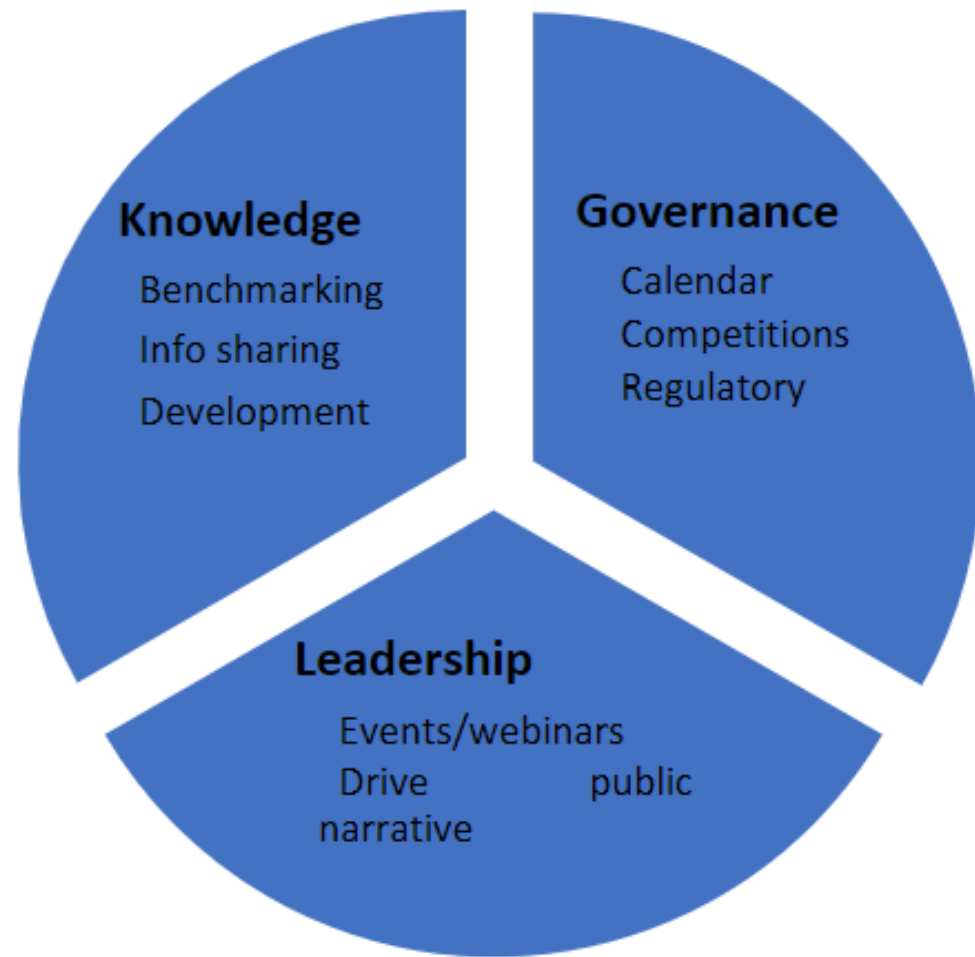 Knowledge
Benchmarking
Info sharing
Development
Governance
Calendar
Competitions
Regulatory
Leadership
Events/webinars
Drive public
narrative